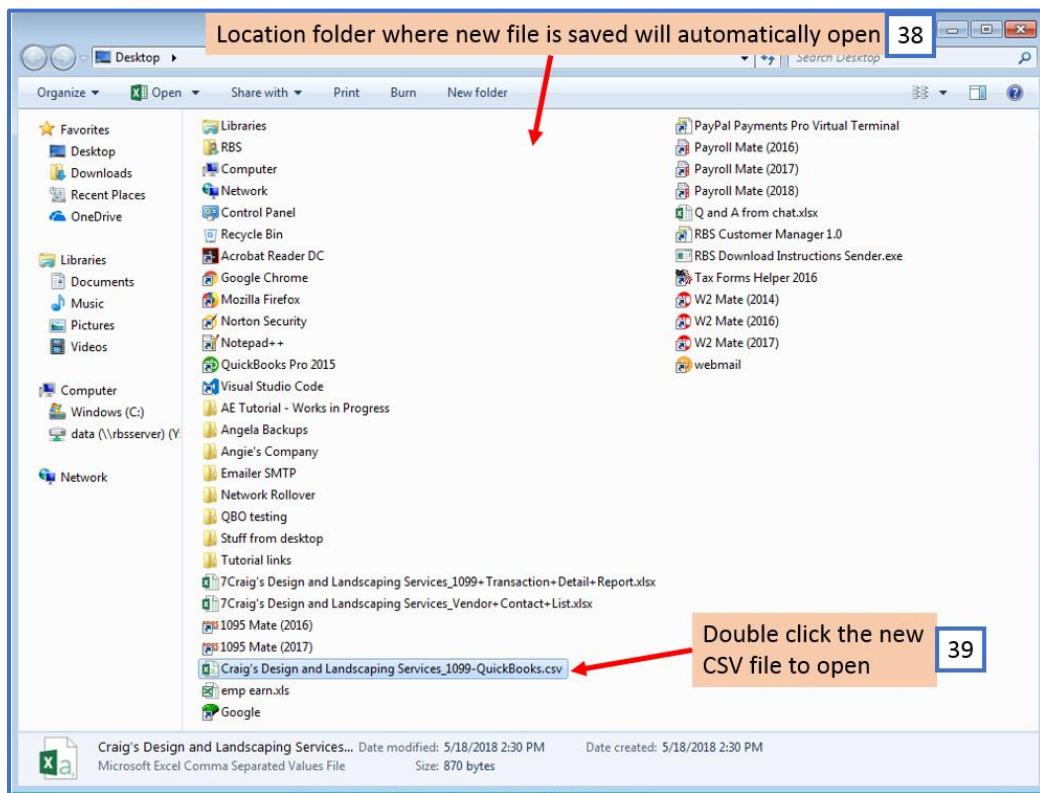 Location folder where new file is saved will automatically open
38
Desktop
Search Desktop
Organize
Open
Share with
Print
Burn
New folder
Favorites
Desktop
Downloads
Recent Places
OneDrive
Libraries
Documents
Music
Pictures
Videos
Computer
Windows (C:)
data (\\rbsserver) (Y:
Network
Libraries
RBS
Computer
Network
Control Panel
Recycle Bin
Acrobat Reader DC
Google Chrome
Mozilla Firefox
Norton Security
Notepad++
QuickBooks Pro 2015
Visual Studio Code
AE Tutorial - Works in Progress
Angela Backups
Angie's Company
Emailer SMTP
Network Rollover
QBO testing
Stuff from desktop
Tutorial links
7Craig's Design and Landscaping Services_1099+Transaction+Detail+Report.xlsx
7Craig's Design and Landscaping Services_Vendor+Contact+List.xlsx
1095 Mate (2016)
1095 Mate (2017)
Craig's Design and Landscaping Services_1099-QuickBooks.csv
emp earn.xls
Google
PayPal Payments Pro Virtual Terminal
Payroll Mate (2016)
Payroll Mate (2017)
Payroll Mate (2018)
Q and A from chat.xlsx
RBS Customer Manager 1.0
RBS Download Instructions Sender.exe
Tax Forms Helper 2016
W2 Mate (2014)
W2 Mate (2016)
W2 Mate (2017)
webmail
Double click the new
CSV file to open
39
Craig's Design and Landscaping Services... Date modified: 5/18/2018 2:30 PM Date created: 5/18/2018 2:30 PM
Microsoft Excel Comma Separated Values File Size: 870 bytes